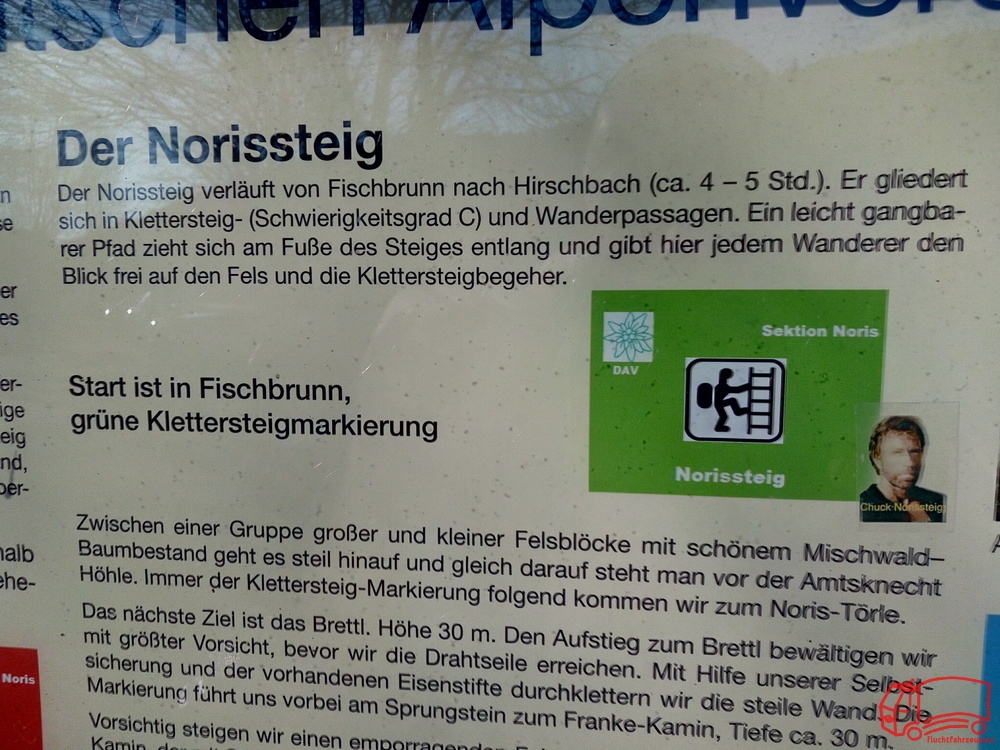 Der Norissteig
Der Norissteig verläuft von Fischbrunn nach Hirschbach (ca. 4 – 5 Std.). Er gliedert
sich in Klettersteig- (Schwierigkeitsgrad C) und Wanderpassagen. Ein leicht gangba-
rer Pfad zieht sich am Fuße des Steiges entlang und gibt hier jedem Wanderer den
Blick frei auf den Fels und die Klettersteigbegeher.
Sektion Noris
DAV
Norissteig
Chuck-Norissteig
Start ist in Fischbrunn,
grüne Klettersteigmarkierung
Zwischen einer Gruppe großer und kleiner Felsblöcke mit schönem Mischwald–
Baumbestand geht es steil hinauf und gleich darauf steht man vor der Amtsknecht
Höhle. Immer der Klettersteig-Markierung folgend kommen wir zum Noris-Törle.
Das nächste Ziel ist das Brettl. Höhe 30 m. Den Aufstieg zum Brettl bewältigen wir
mit größter Vorsicht, bevor wir die Drahtseile erreichen. Mit Hilfe unserer Selbst-
sicherung und der vorhandenen Eisenstifte durchklettern wir die steile Wand. Die
Markierung führt uns vorbei am Sprungstein zum Franke-Kamin, Tiefe ca. 30 m.
Vorsichtig steigen wir einen emporragenden
Noris